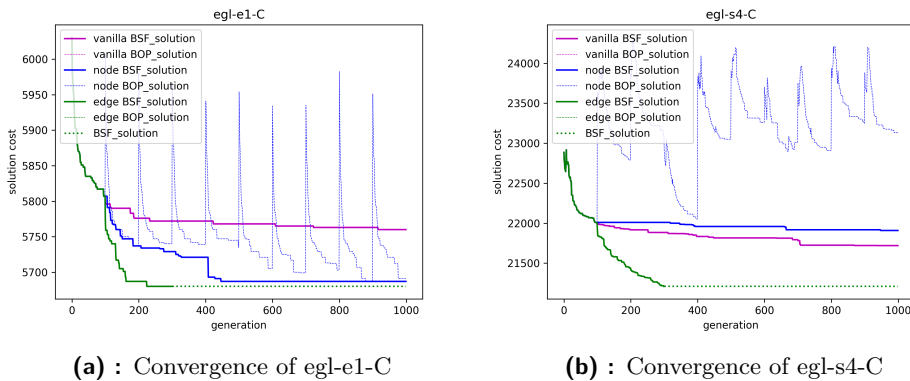 egl-e1-C
6000
5950
5900
5850
5800
5750
5700
solution cost
vanilla BSF_solution
vanilla BOP_solution
node BSF_solution
node BOP_solution
edge BSF_solution
edge BOP_solution
BSF_solution
0 200 400 600 800 1000
generation
(a) : Convergence of egl-e1-C
egl-s4-C
24000
23500
23000
22500
22000
21500
solution cost
vanilla BSF_solution
vanilla BOP_solution
node BSF_solution
node BOP_solution
edge BSF_solution
edge BOP_solution
BSF_solution
0 200 400 600 800 1000
generation
(b) : Convergence of egl-s4-C